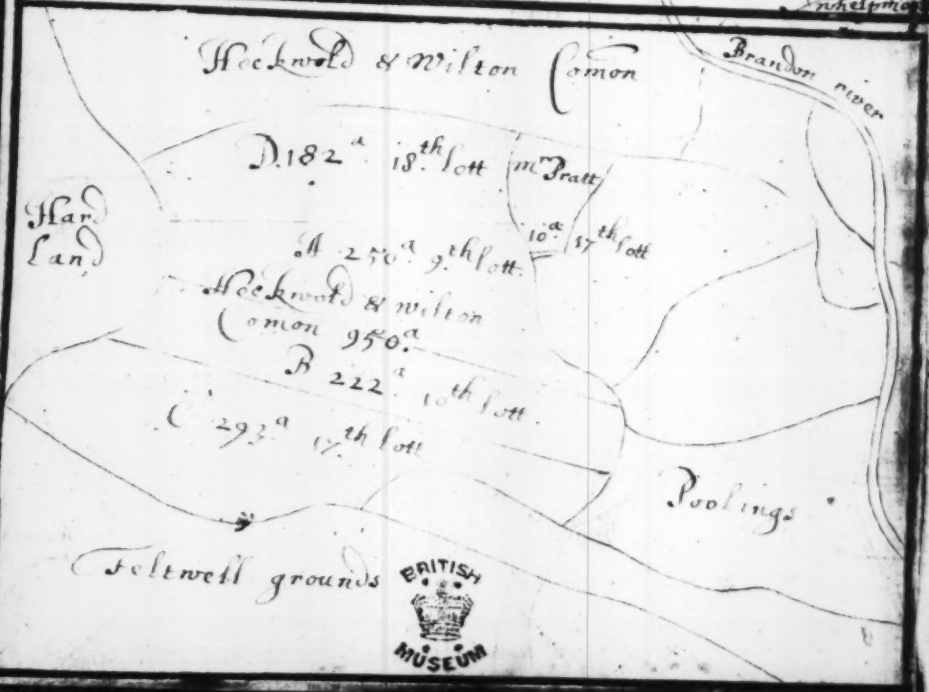 Hockwold & Wilton Comon
Brandon river
D. 182ᵃ 18ᵗʰ lott mʳ Pratt
Hard
Land
10ᵃ 17ᵗʰ lott
A 250ᵃ 9ᵗʰ lott
Hockwold & wilton
Comon 950ᵃ
B 222ᵃ 10ᵗʰ lott
C 293ᵃ 17ᵗʰ lott
Poolings
Feltwell grounds
BRITISH
MUSEUM